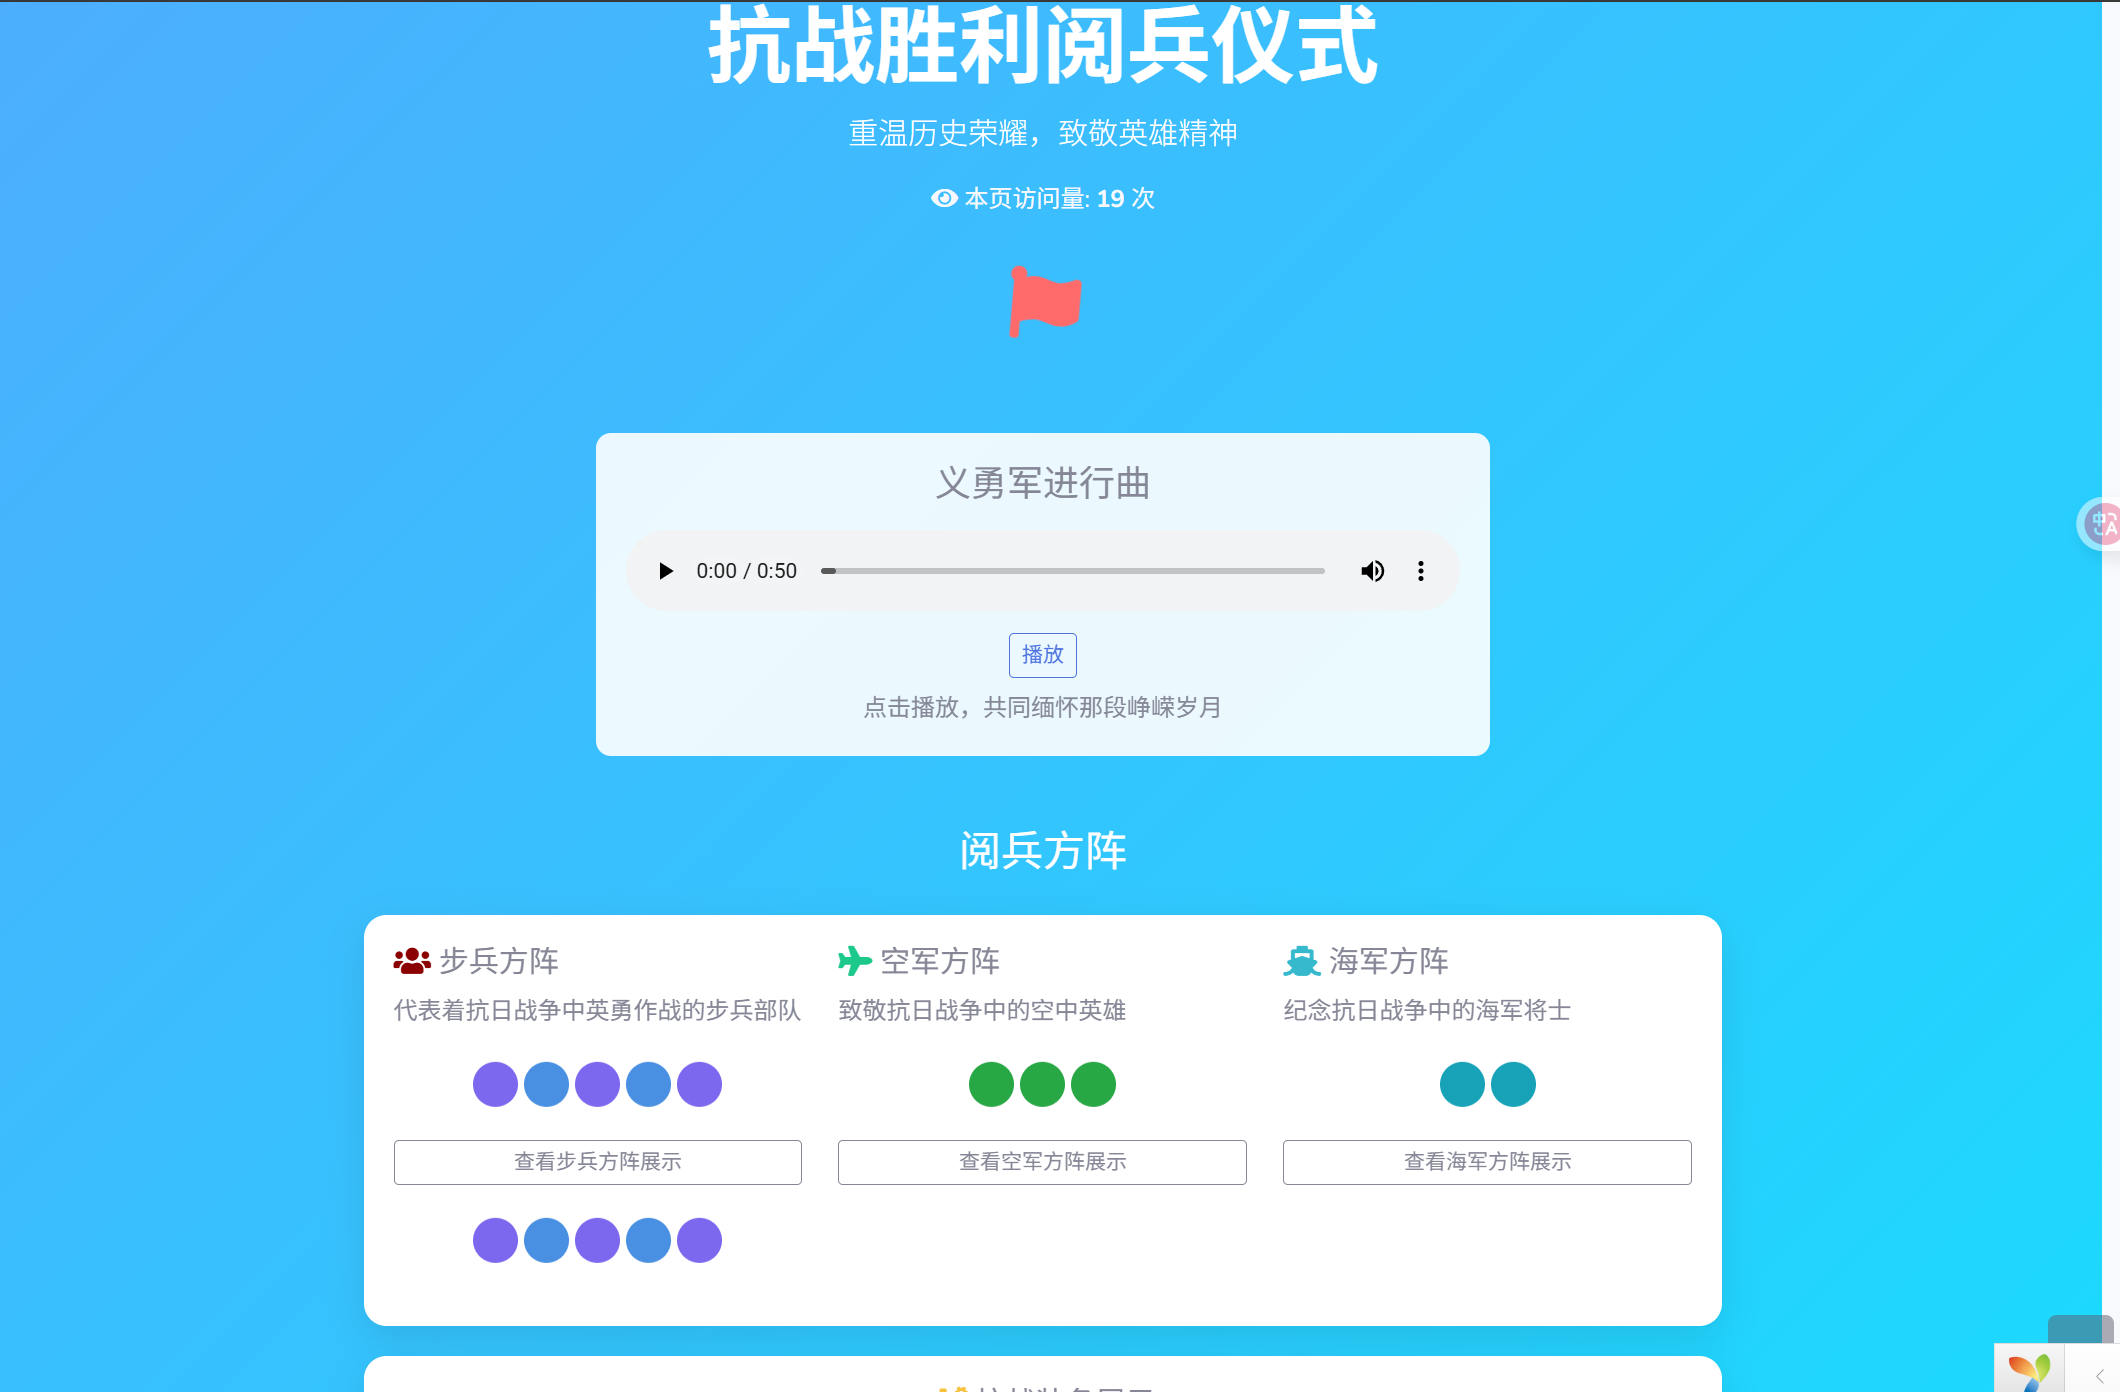 抗战胜利阅兵仪式
重温历史荣耀，致敬英雄精神
本页访问量: 19 次
义勇军进行曲
0:00 / 0:50
播放
点击播放，共同缅怀那段峥嵘岁月
阅兵方阵
步兵方阵
代表着抗日战争中英勇作战的步兵部队
查看步兵方阵展示
空军方阵
致敬抗日战争中的空中英雄
查看空军方阵展示
海军方阵
纪念抗日战争中的海军将士
查看海军方阵展示